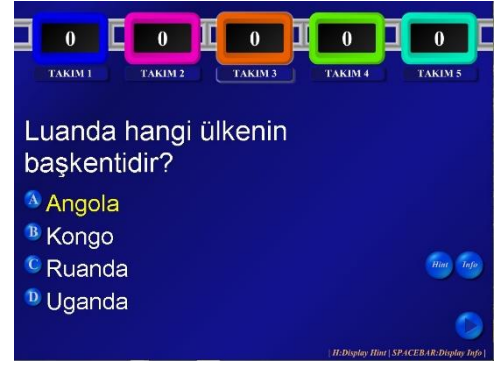 0 0 0 0 0
TAKIM 1 TAKIM 2 TAKIM 3 TAKIM 4 TAKIM 5
Luanda hangi ülkenin
başkentidir?
A Angola
B Kongo
C Ruanda
D Uganda
Hint Info
| H:Display Hint | SPACEBAR:Display Info |